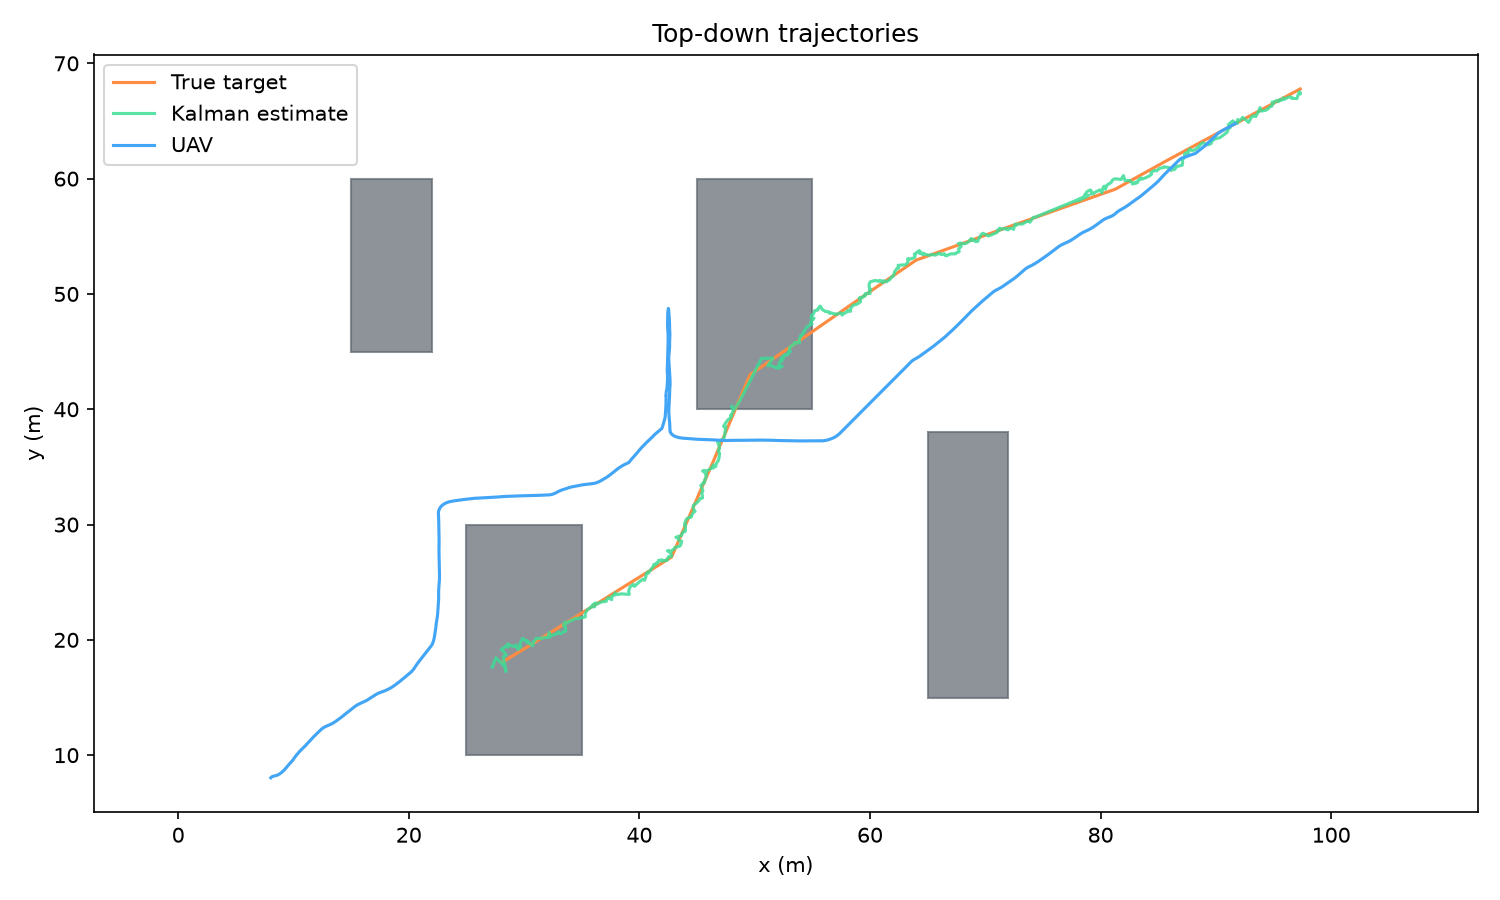 Top-down trajectories
True target
Kalman estimate
UAV
70
60
50
40
30
20
10
y (m)
0 20 40 60 80 100
x (m)